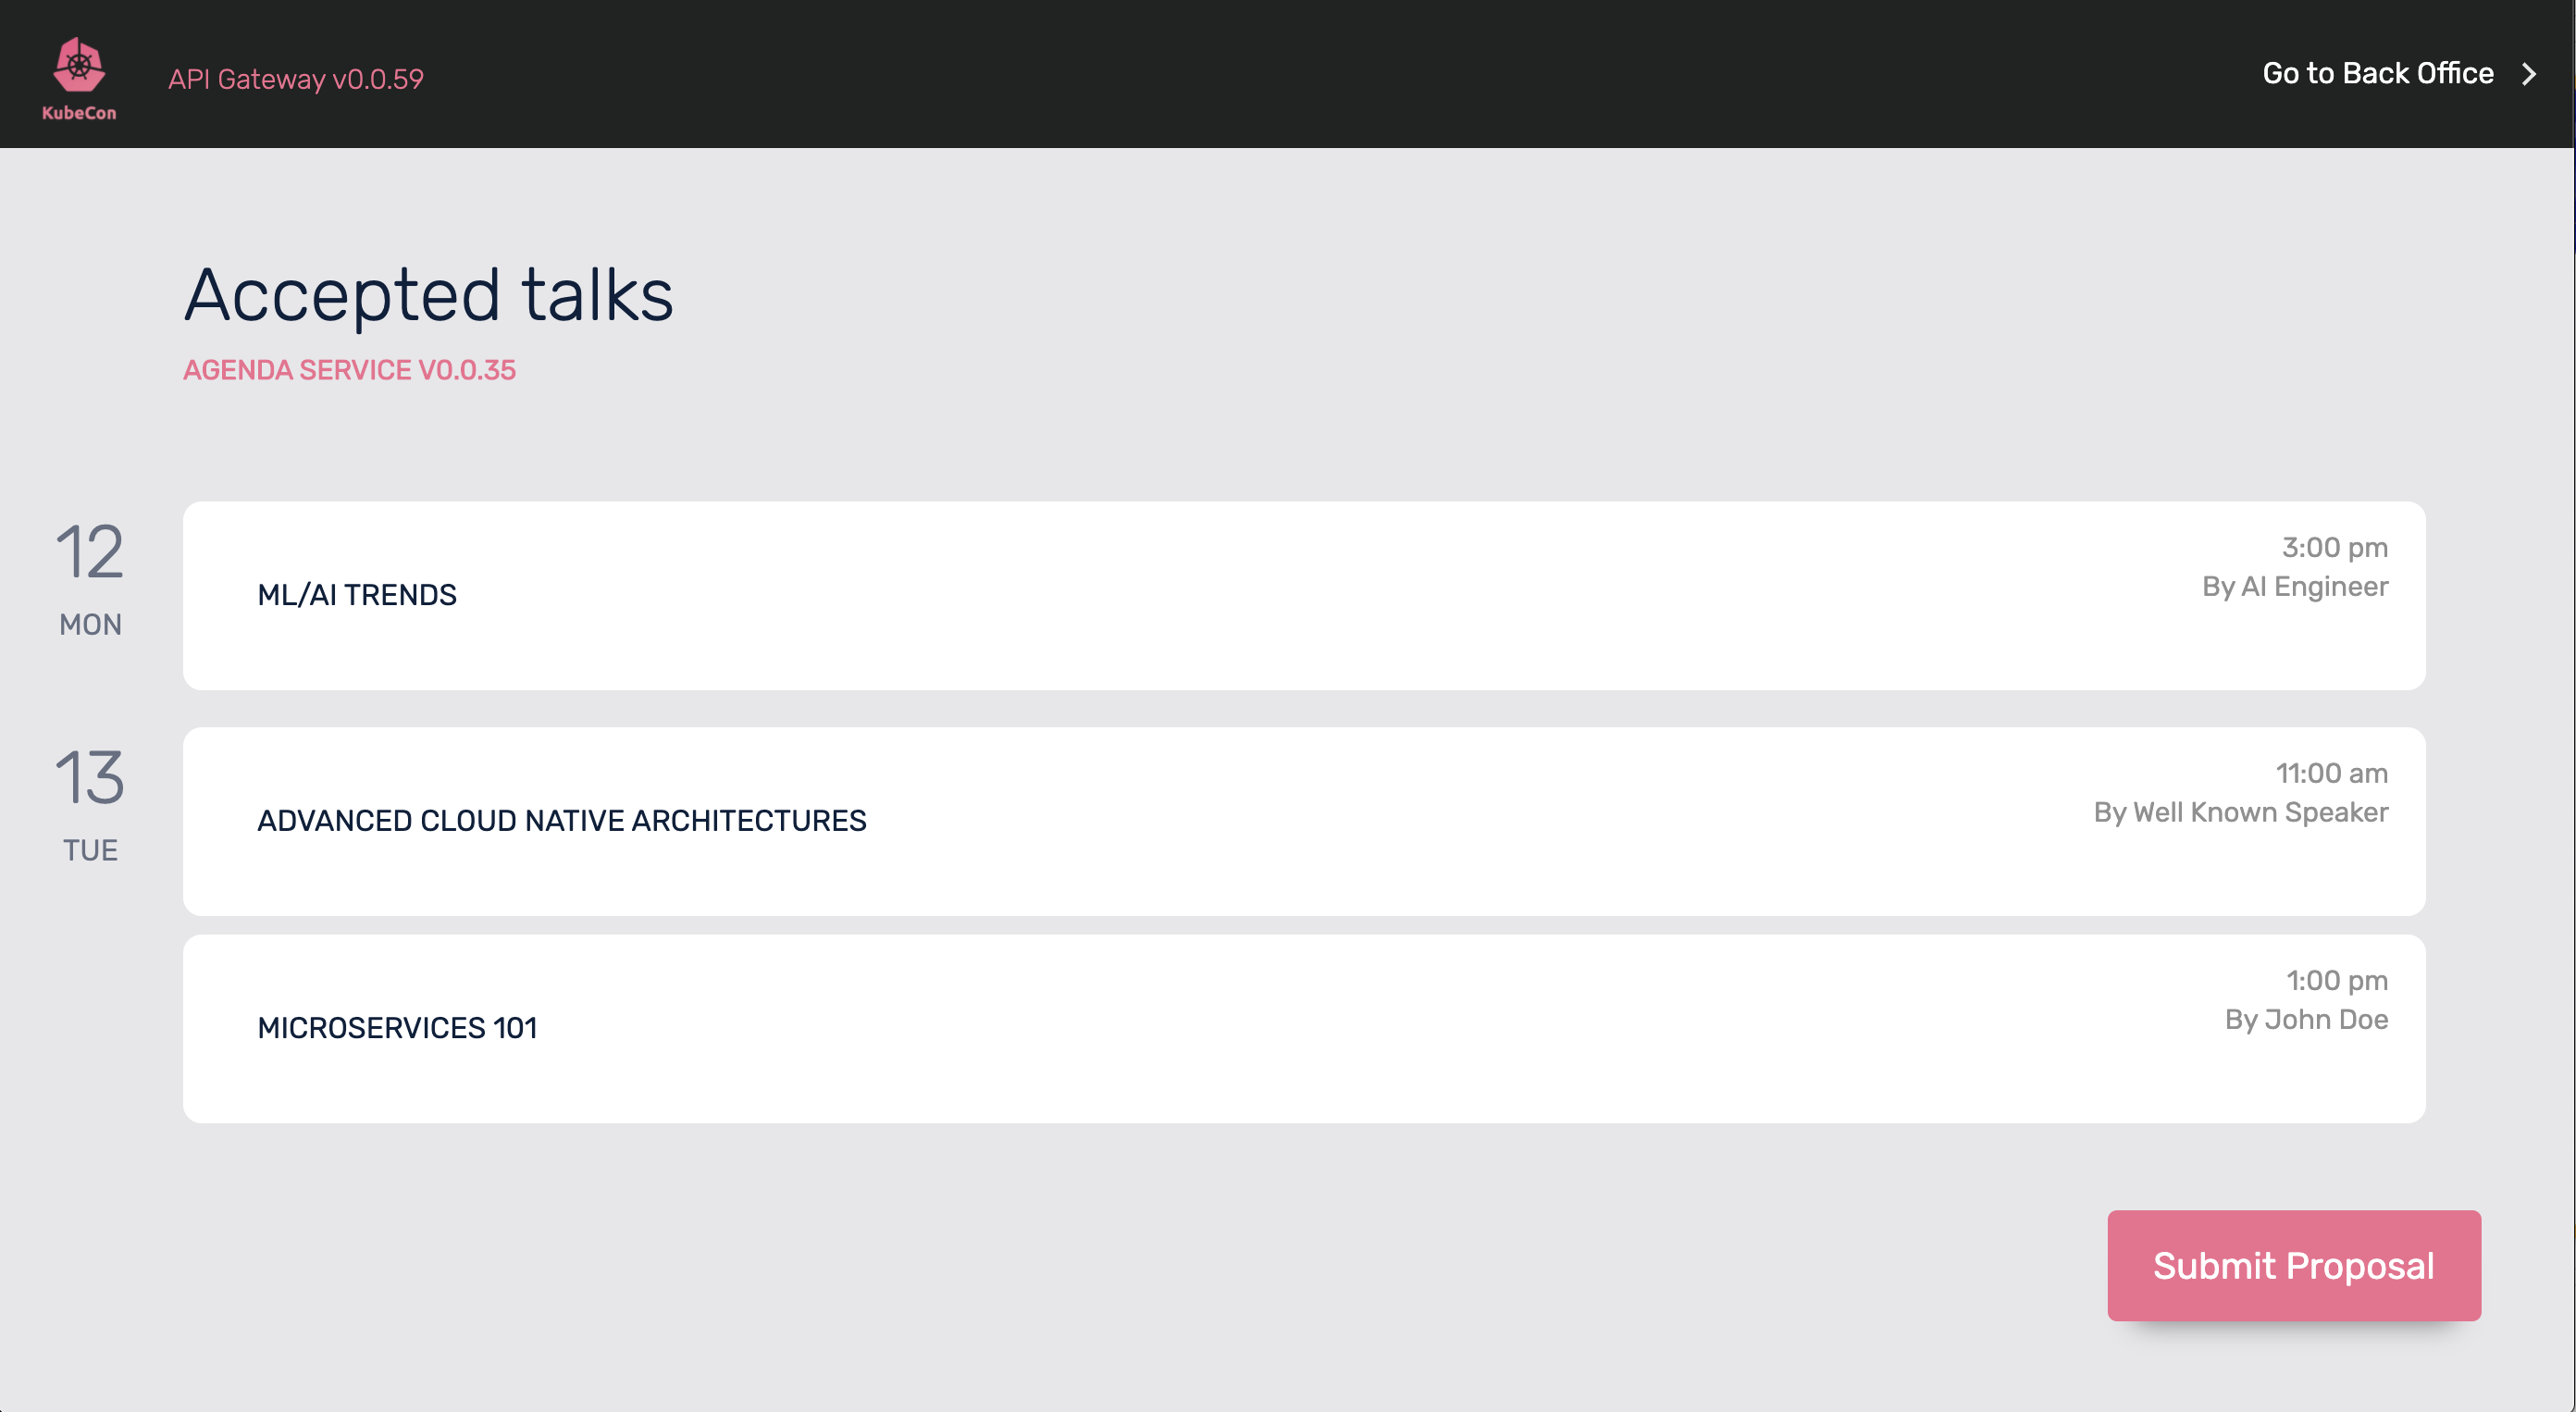 KubeCon
API Gateway v0.0.59
Go to Back Office
Accepted talks
AGENDA SERVICE V0.0.35
12
MON
ML/AI TRENDS
3:00 pm
By AI Engineer
13
TUE
ADVANCED CLOUD NATIVE ARCHITECTURES
11:00 am
By Well Known Speaker
MICROSERVICES 101
1:00 pm
By John Doe
Submit Proposal